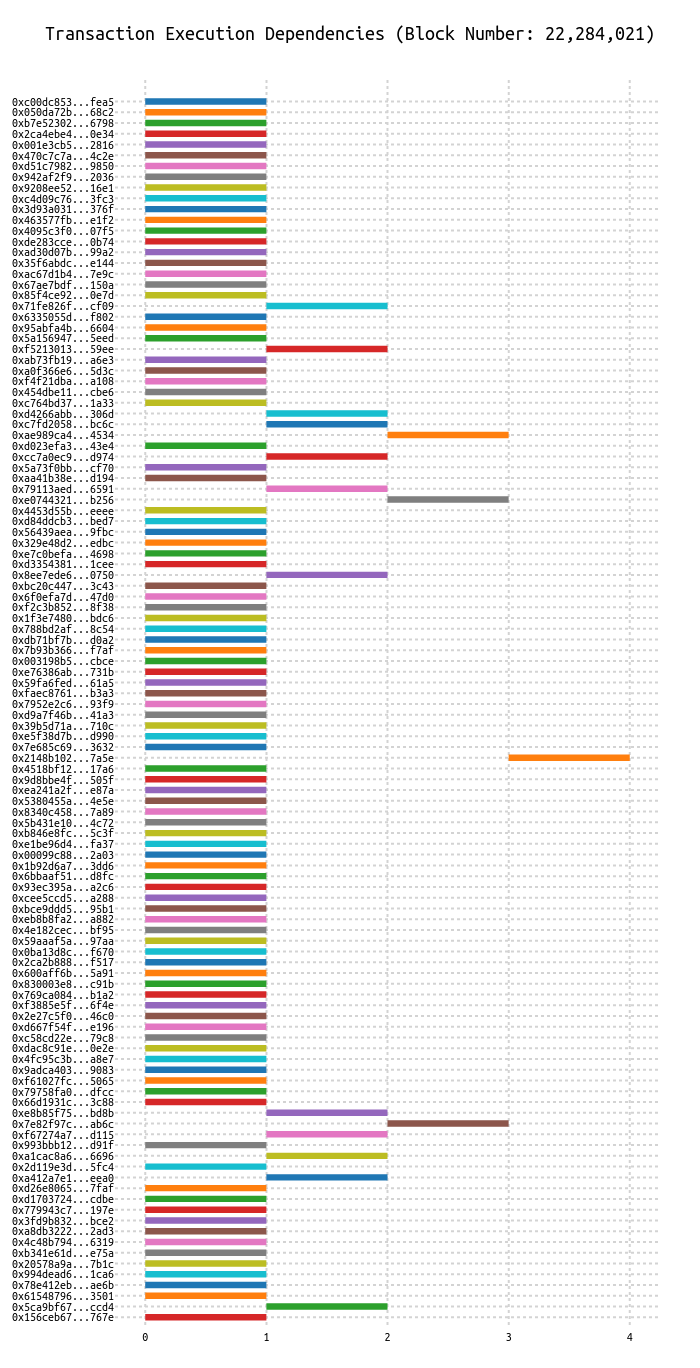 Transaction Execution Dependencies (Block Number: 22,284,021)
0xc00dc853...fea5
0x050da72b...68c2
0xb7e52302...6798
0x2ca4ebe4...0e34
0x001e3cb5...2816
0x470c7c7a...4c2e
0xd51c7982...9850
0x942af2f9...2036
0x9208ee52...16e1
0xc4d09c76...3fc3
0x3d93a031...376f
0x463577fb...e1f2
0x4095c3f0...07f5
0xde283cce...0b74
0xad30d07b...99a2
0x35f6abdc...e144
0xac67d1b4...7e9c
0x67ae7bdf...150a
0x85f4ce92...0e7d
0x71fe826f...cf09
0x6335055d...f802
0x95abfa4b...6604
0x5a156947...5eed
0xf5213013...59ee
0xab73fb19...a6e3
0xa0f366e6...5d3c
0xf4f21dba...a108
0x454dbe11...cbe6
0xc764bd37...1a33
0xd4266abb...306d
0xc7fd2058...bc6c
0xae989ca4...4534
0xd023efa3...43e4
0xcc7a0ec9...d974
0x5a73f0bb...cf70
0xaa41b38e...d194
0x79113aed...6591
0xe0744321...b256
0x4453d55b...eeee
0xd84ddcb3...bed7
0x56439aea...9fbc
0x329e48d2...edbc
0xe7c0befa...4698
0xd3354381...1cee
0x8ee7ede6...0750
0xbc20c447...3c43
0x6f0efa7d...47d0
0xf2c3b852...8f38
0x1f3e7480...bdc6
0x788bd2af...8c54
0xdb71bf7b...d0a2
0x7b93b366...f7af
0x003198b5...cbce
0xe76386ab...731b
0x59fa6fed...61a5
0xfaec8761...b3a3
0x7952e2c6...93f9
0xd9a7f46b...41a3
0x39b5d71a...710c
0xe5f38d7b...d990
0x7e685c69...3632
0x2148b102...7a5e
0x4518bf12...17a6
0x9d8bbe4f...505f
0xea241a2f...e87a
0x5380455a...4e5e
0x8340c458...7a89
0x5b431e10...4c72
0xb846e8fc...5c3f
0xe1be96d4...fa37
0x00099c88...2a03
0x1b92d6a7...3dd6
0x6bbaaf51...d8fc
0x93ec395a...a2c6
0xcee5ccd5...a288
0xbce9ddd5...95b1
0xeb8b8fa2...a882
0x4e182cec...bf95
0x59aaaf5a...97aa
0x0ba13d8c...f670
0x2ca2b888...f517
0x600aff6b...5a91
0x830003e8...c91b
0x769ca084...b1a2
0xf3885e5f...6f4e
0x2e27c5f0...46c0
0xd667f54f...e196
0xc58cd22e...79c8
0xdac8c91e...0e2e
0x4fc95c3b...a8e7
0x9adca403...9083
0xf61027fc...5065
0x79758fa0...dfcc
0x66d1931c...3c88
0xe8b85f75...bd8b
0x7e82f97c...ab6c
0xf67274a7...d115
0x993bbb12...d91f
0xa1cac8a6...6696
0x2d119e3d...5fc4
0xa412a7e1...eea0
0xd26e8065...7faf
0xd1703724...cdbe
0x779943c7...197e
0x3fd9b832...bce2
0xa8db3222...2ad3
0x4c48b794...6319
0xb341e61d...e75a
0x20578a9a...7b1c
0x994dead6...1ca6
0x78e412eb...ae6b
0x61548796...3501
0x5ca9bf67...ccd4
0x156ceb67...767e
0 1 2 3 4